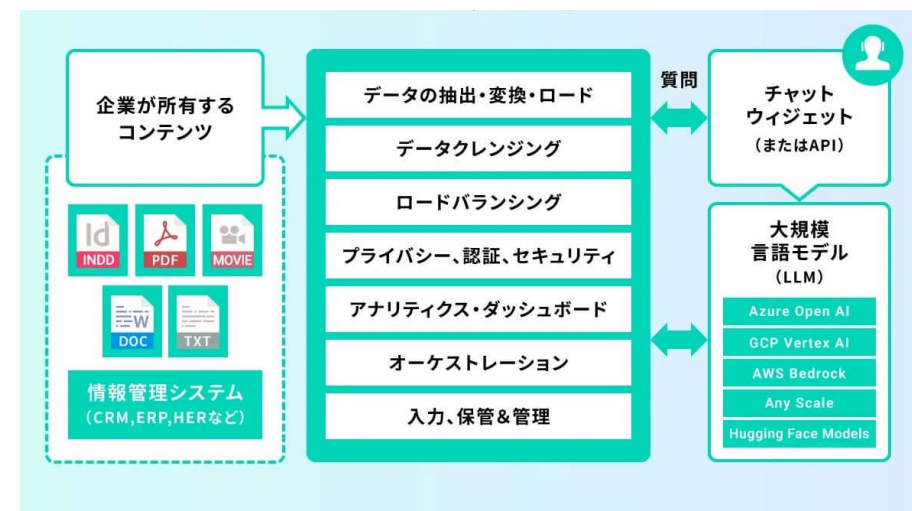 企業が所有する
コンテンツ
Id
INDD
PDF
MOVIE
W
DOC
TXT
情報管理システム
（CRM,ERP,HERなど）
データの抽出・変換・ロード
データクレンジング
ロードバランシング
プライバシー、認証、セキュリティ
アナリティクス・ダッシュボード
オーケストレーション
入力、保管&管理
質問
チャット
ウィジェット
（またはAPI）
大規模
言語モデル
（LLM）
Azure Open AI
GCP Vertex AI
AWS Bedrock
Any Scale
Hugging Face Models